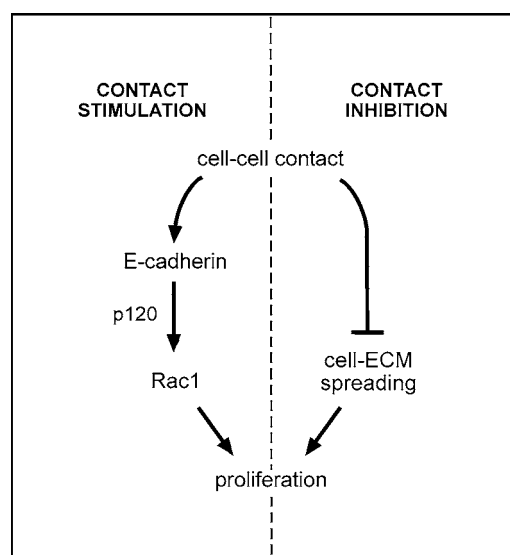 CONTACT
STIMULATION
CONTACT
INHIBITION
cell-cell contact
E-cadherin
p120
Rac1
cell-ECM
spreading
proliferation